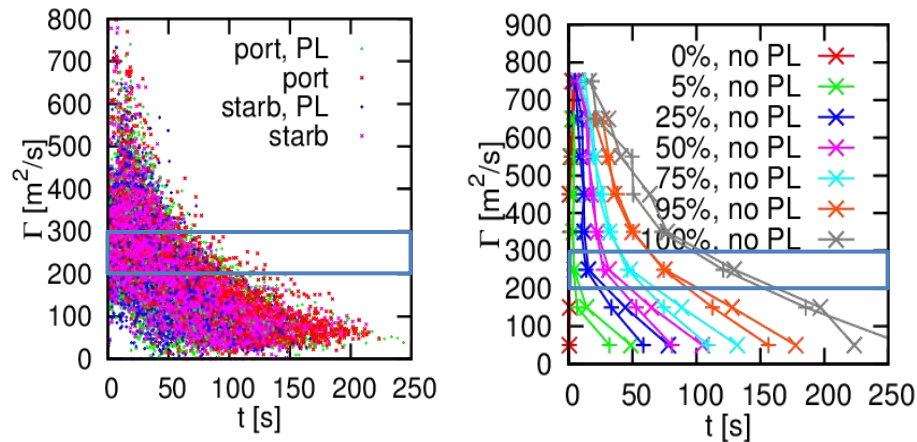 800
700
600
500
400
300
200
100
0
Γ [m²/s]
port, PL
port
starb, PL
starb
0 50 100 150 200 250
t [s]
900
800
700
600
500
400
300
200
100
0
Γ [m²/s]
0%, no PL
5%, no PL
25%, no PL
50%, no PL
75%, no PL
95%, no PL
100%, no PL
0 50 100 150 200 250
t [s]